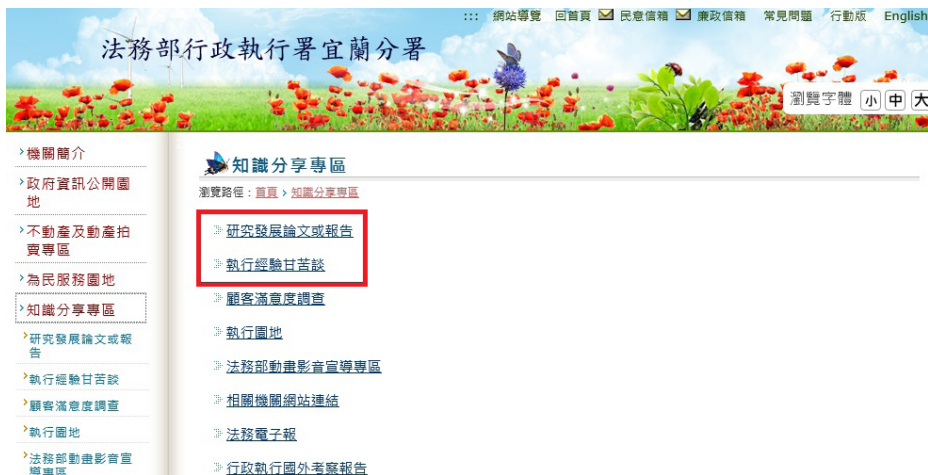 ::: 網站導覽 回首頁 民意信箱 廉政信箱 常見問題 行動版 English
法務部行政執行署宜蘭分署
瀏覽字體 小 中 大
機關簡介
政府資訊公開園
地
不動產及動產拍
賣專區
為民服務園地
知識分享專區
研究發展論文或報
告
執行經驗甘苦談
顧客滿意度調查
執行園地
法務部動畫影音宣
導專區
知識分享專區
瀏覽路徑：首頁 > 知識分享專區
研究發展論文或報告
執行經驗甘苦談
顧客滿意度調查
執行園地
法務部動畫影音宣導專區
相關機關網站連結
法務電子報
行政執行國外考察報告